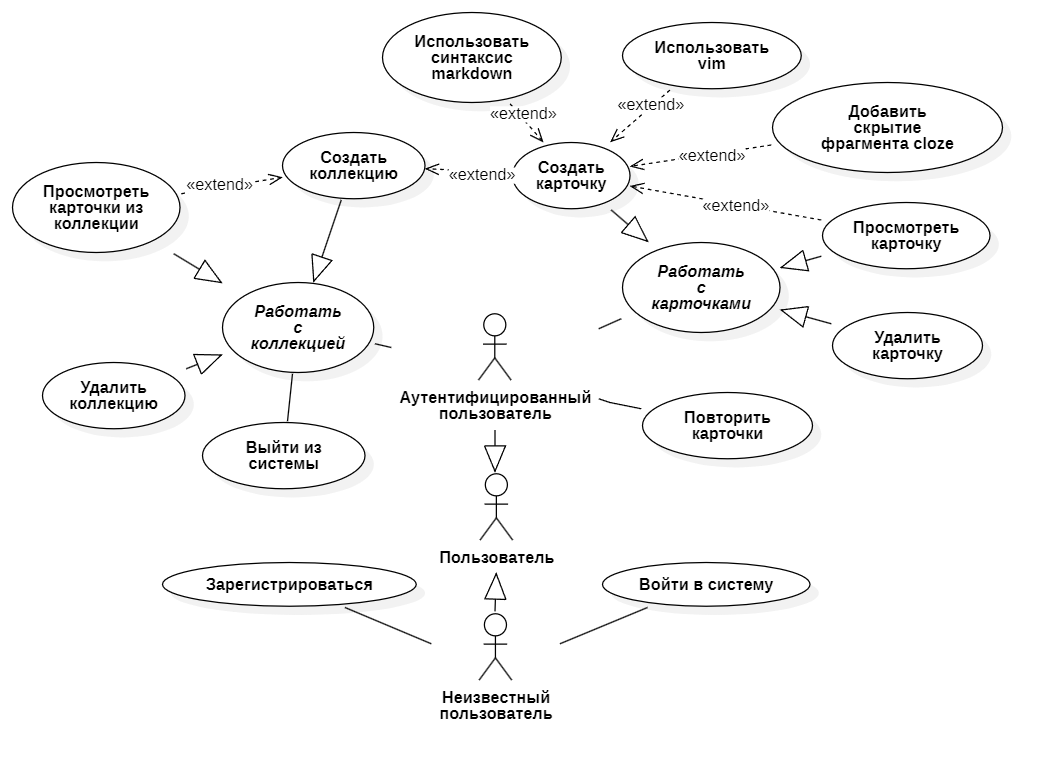 Использовать
синтаксис
markdown
Использовать
vim
«extend»
«extend»
Добавить
скрытие
фрагмента cloze
Создать
коллекцию
Создать
карточку
«extend»
«extend»
«extend»
«extend»
Просмотреть
карточки из
коллекции
Просмотреть
карточку
Работать
с
карточками
Работать
с
коллекцией
Удалить
карточку
Удалить
коллекцию
Аутентифицированный
пользователь
Повторить
карточки
Выйти из
системы
Пользователь
Зарегистрироваться
Войти в систему
Неизвестный
пользователь